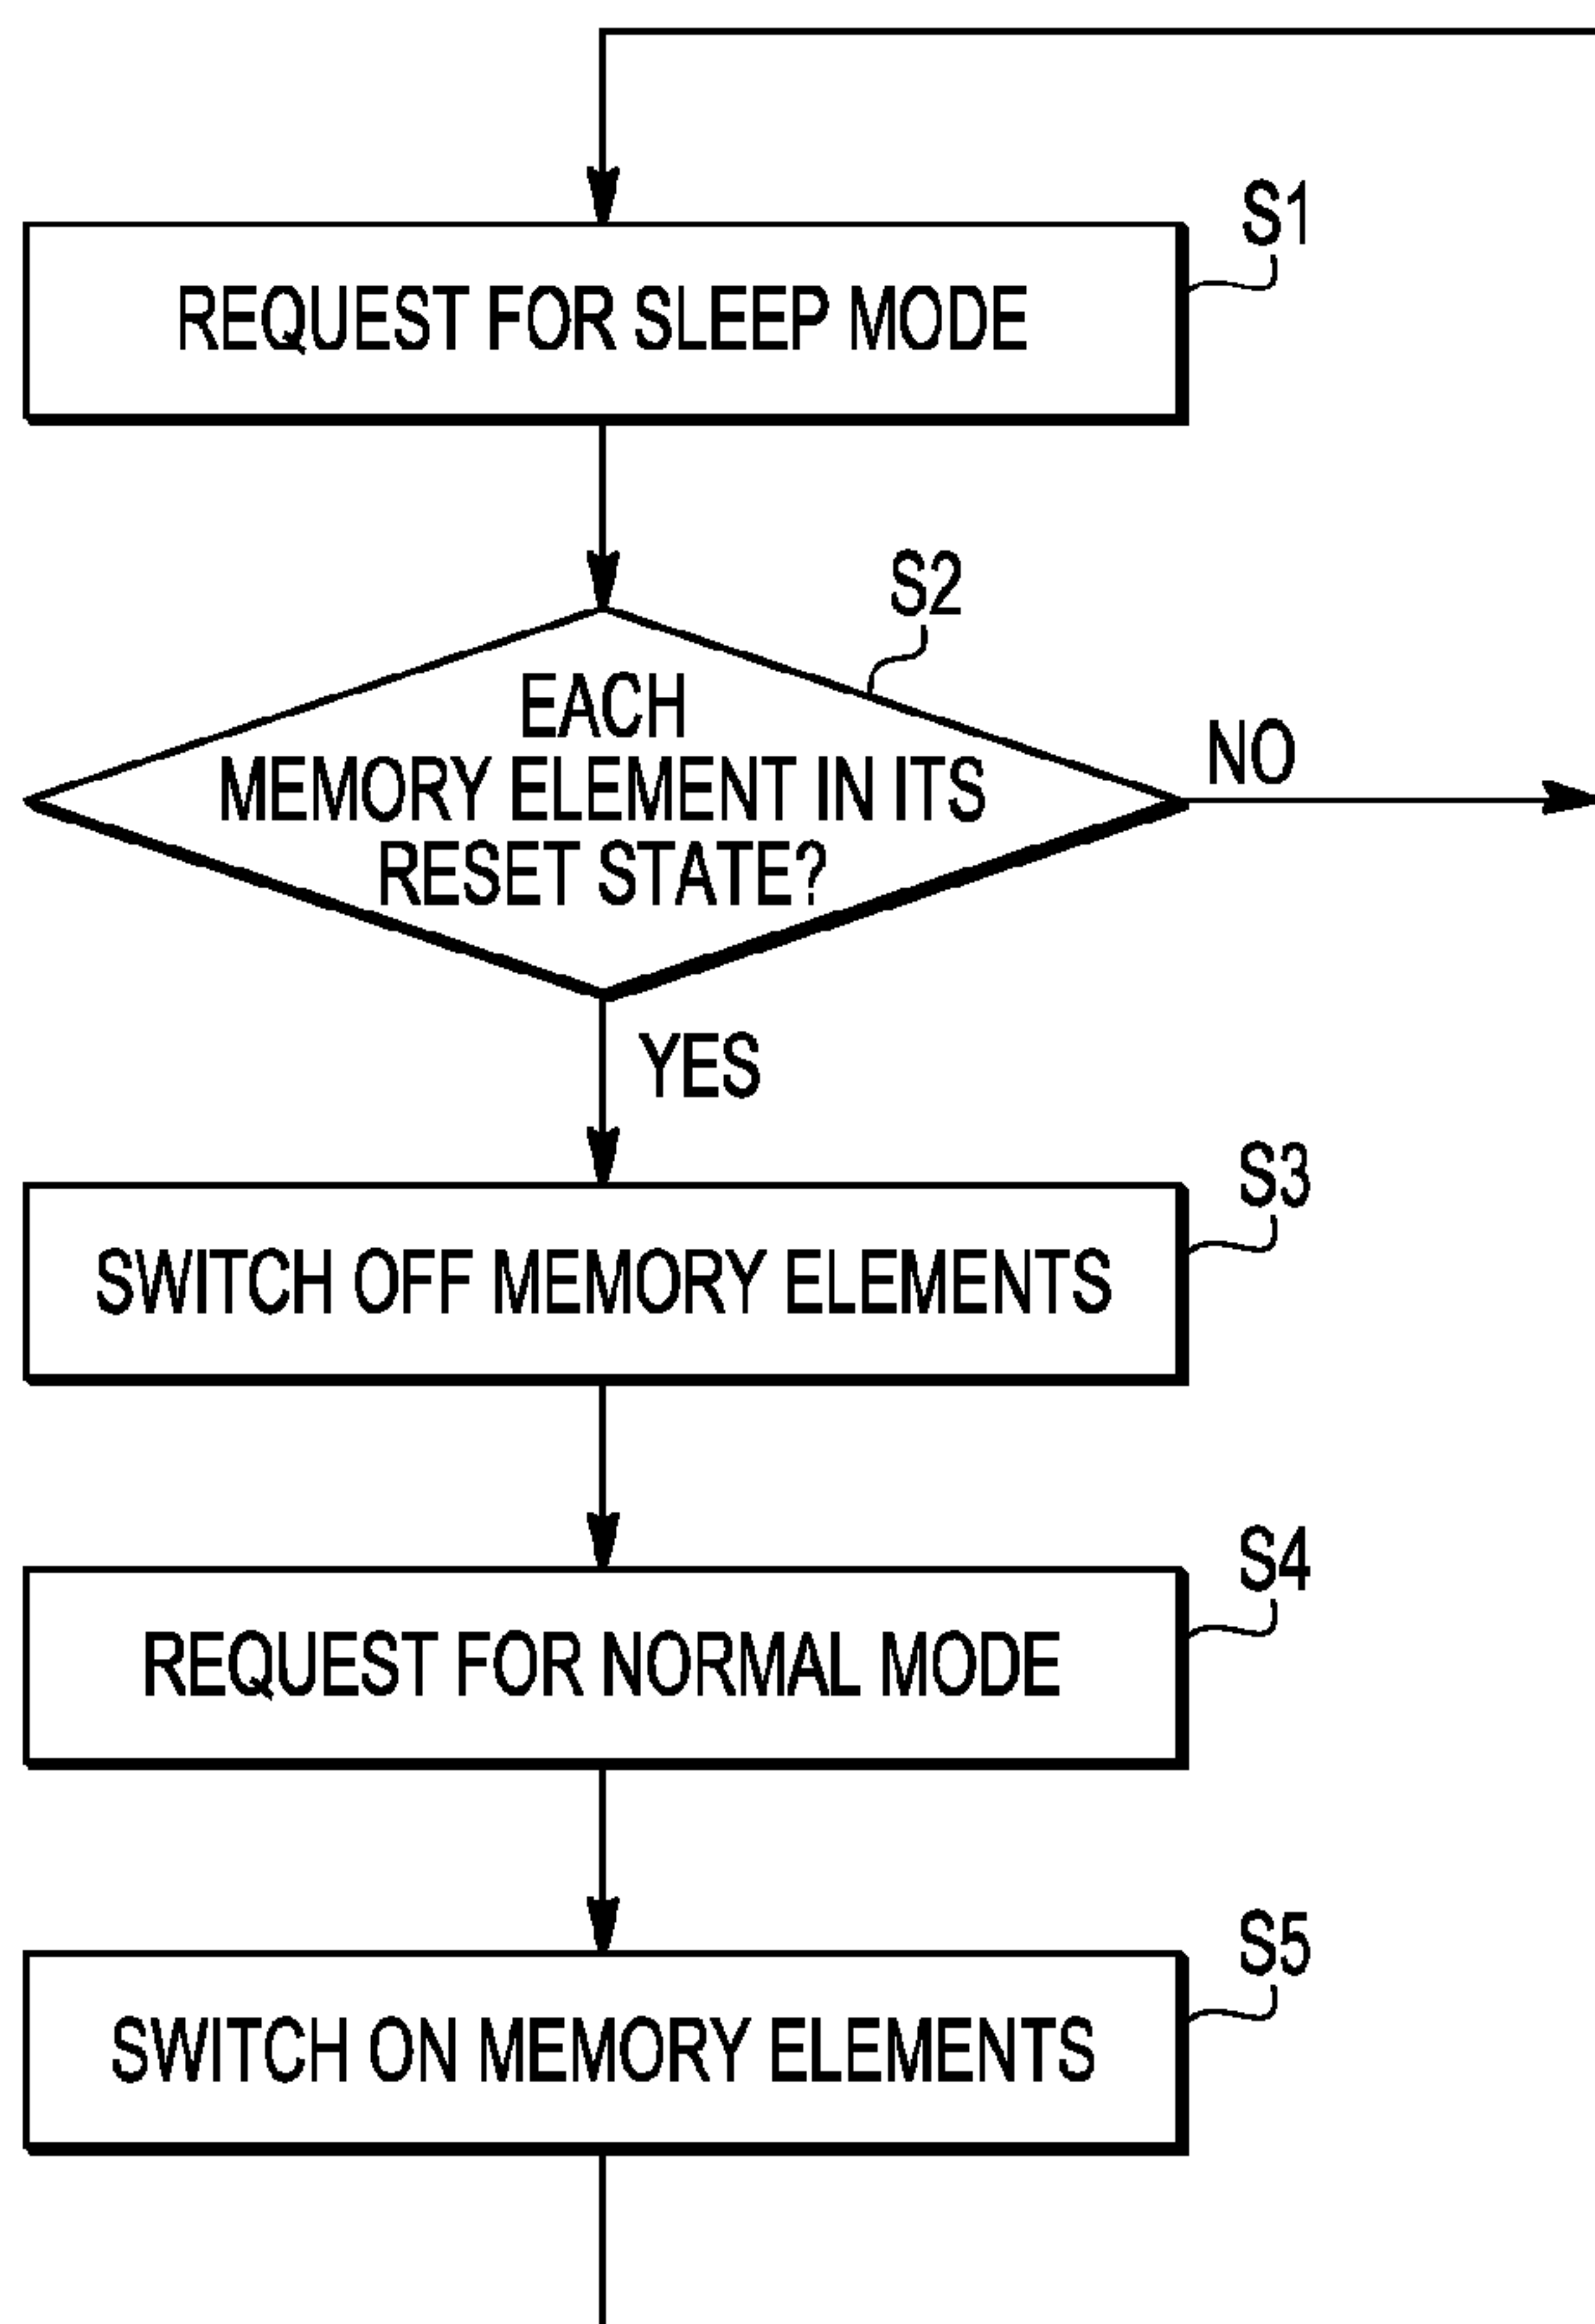 S1
REQUEST FOR SLEEP MODE
S2
EACH
MEMORY ELEMENT IN ITS
RESET STATE?
NO
YES
S3
SWITCH OFF MEMORY ELEMENTS
S4
REQUEST FOR NORMAL MODE
S5
SWITCH ON MEMORY ELEMENTS